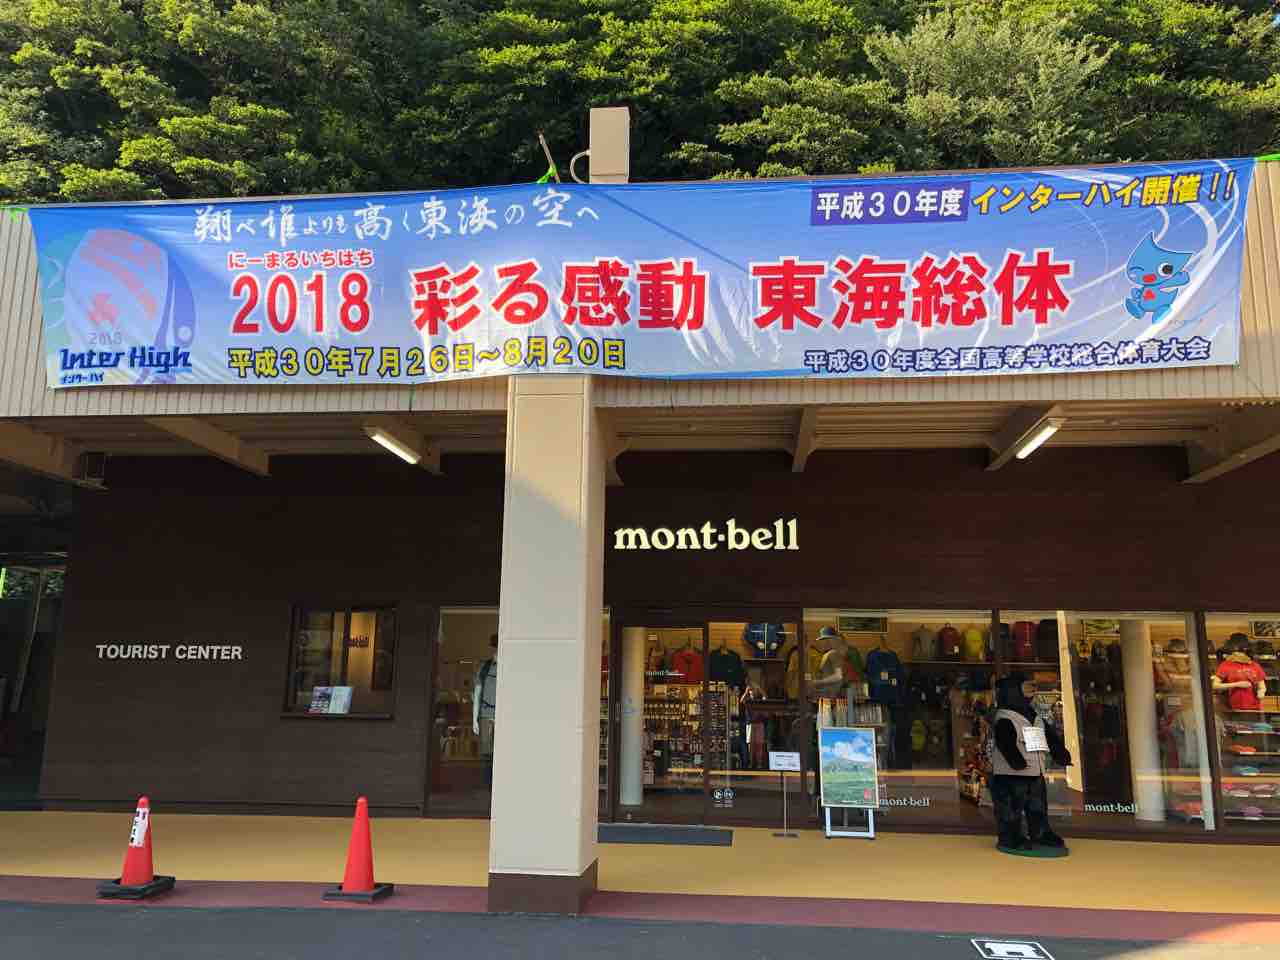 翔べ誰よりも高く東海の空へ
平成30年度 インターハイ開催!!
にーまるいちはち
2018 彩る感動 東海総体
2018
Inter High
インターハイ
平成30年7月26日〜8月20日
平成30年度全国高等学校総合体育大会
mont·bell
TOURIST CENTER
mont·bell
mont·bell
mont·bell